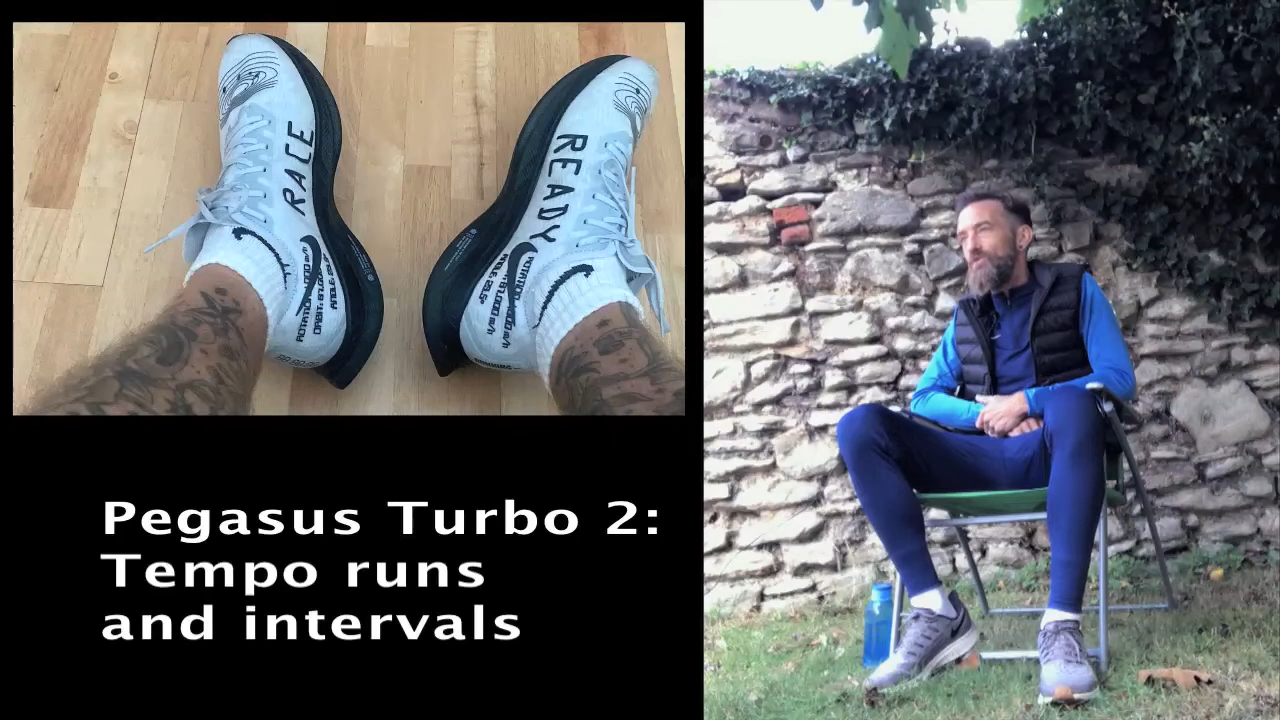 RACE
READY
Pegasus Turbo 2:
Tempo runs
and intervals